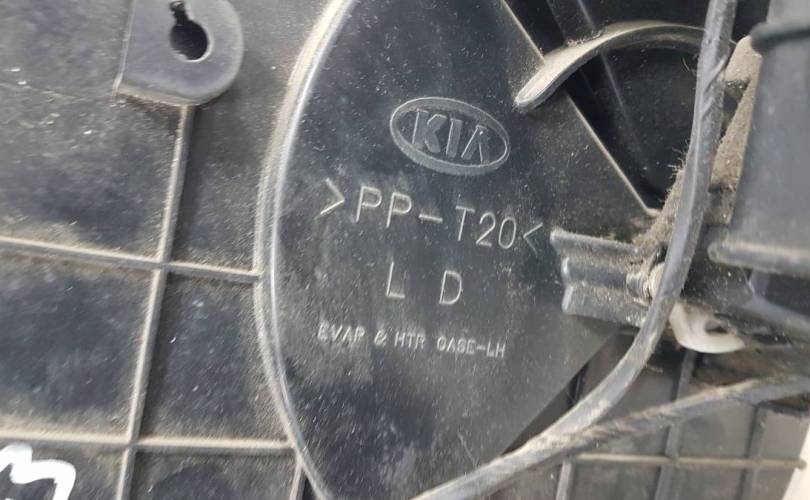 KIA
>PP-T20<
L D
EVAP & HTR CASE-LH